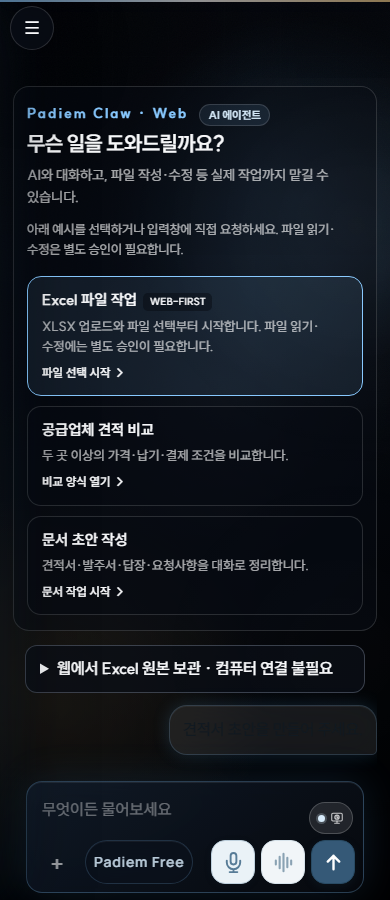 Padiem Claw · Web AI 에이전트
무슨 일을 도와드릴까요?
AI와 대화하고, 파일 작성·수정 등 실제 작업까지 맡길 수
있습니다.
아래 예시를 선택하거나 입력창에 직접 요청하세요. 파일 읽기·
수정은 별도 승인이 필요합니다.
Excel 파일 작업 WEB-FIRST
XLSX 업로드와 파일 선택부터 시작합니다. 파일 읽기·
수정에는 별도 승인이 필요합니다.
파일 선택 시작 >
공급업체 견적 비교
두 곳 이상의 가격·납기·결제 조건을 비교합니다.
비교 양식 열기 >
문서 초안 작성
견적서·발주서·답장·요청사항을 대화로 정리합니다.
문서 작업 시작 >
▶ 웹에서 Excel 원본 보관 · 컴퓨터 연결 불필요
무엇이든 물어보세요
Padiem Free